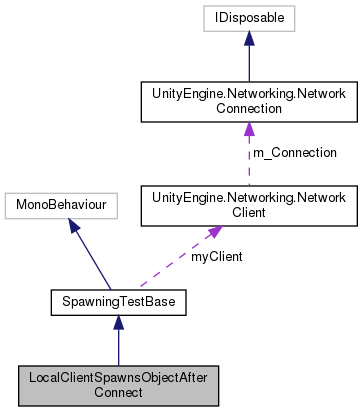 IDisposable
UnityEngine.Networking.Network
Connection
m_Connection
UnityEngine.Networking.Network
Client
MonoBehaviour
myClient
SpawningTestBase
LocalClientSpawnsObjectAfter
Connect